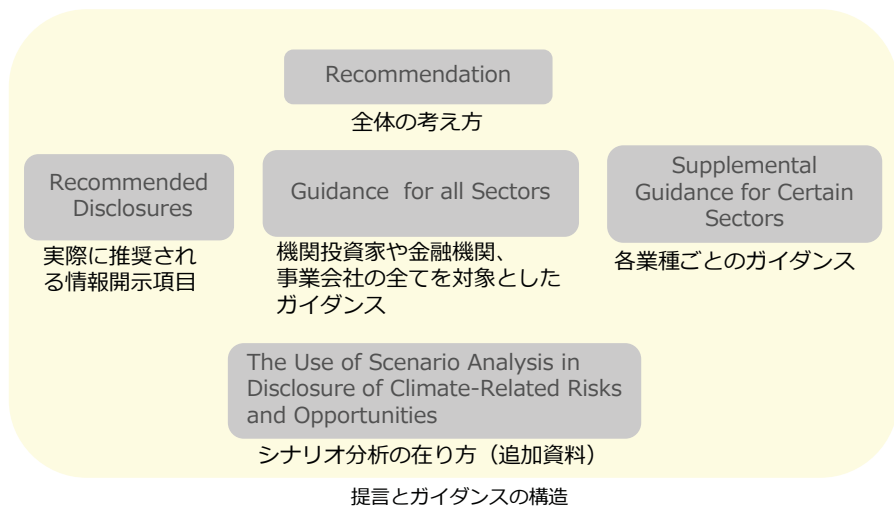 Recommendation
全体の考え方
Recommended
Disclosures
実際に推奨され
る情報開示項目
Guidance for all Sectors
機関投資家や金融機関、
事業会社の全てを対象とした
ガイダンス
Supplemental
Guidance for Certain
Sectors
各業種ごとのガイダンス
The Use of Scenario Analysis in
Disclosure of Climate-Related Risks
and Opportunities
シナリオ分析の在り方（追加資料）
提言とガイダンスの構造